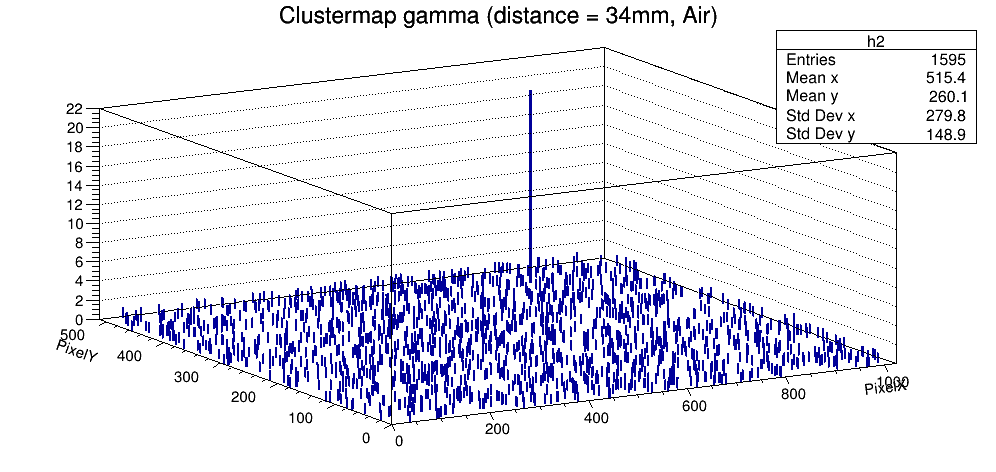 Clustermap gamma (distance = 34mm, Air)
h2
Entries 1595
Mean x 515.4
Mean y 260.1
Std Dev x 279.8
Std Dev y 148.9
22
20
18
16
14
12
10
8
6
4
2
0
500
PixelY
400
300
200
100
0
0
200
400
600
800
1000
PixelX